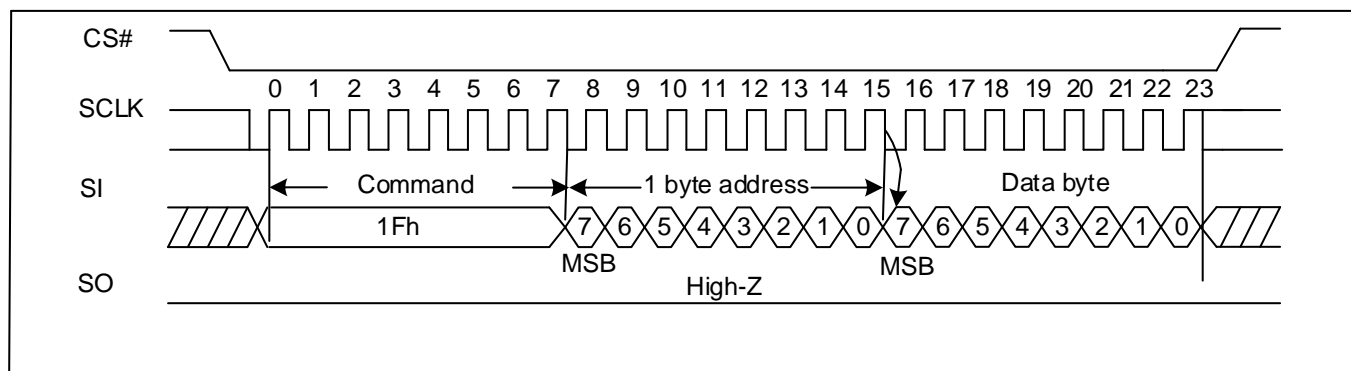 CS#
0 1 2 3 4 5 6 7 8 9 10 11 12 13 14 15 16 17 18 19 20 21 22 23
SCLK
SI
Command 1 byte address Data byte
1Fh 7 6 5 4 3 2 1 0 7 6 5 4 3 2 1 0
MSB MSB
SO
High-Z